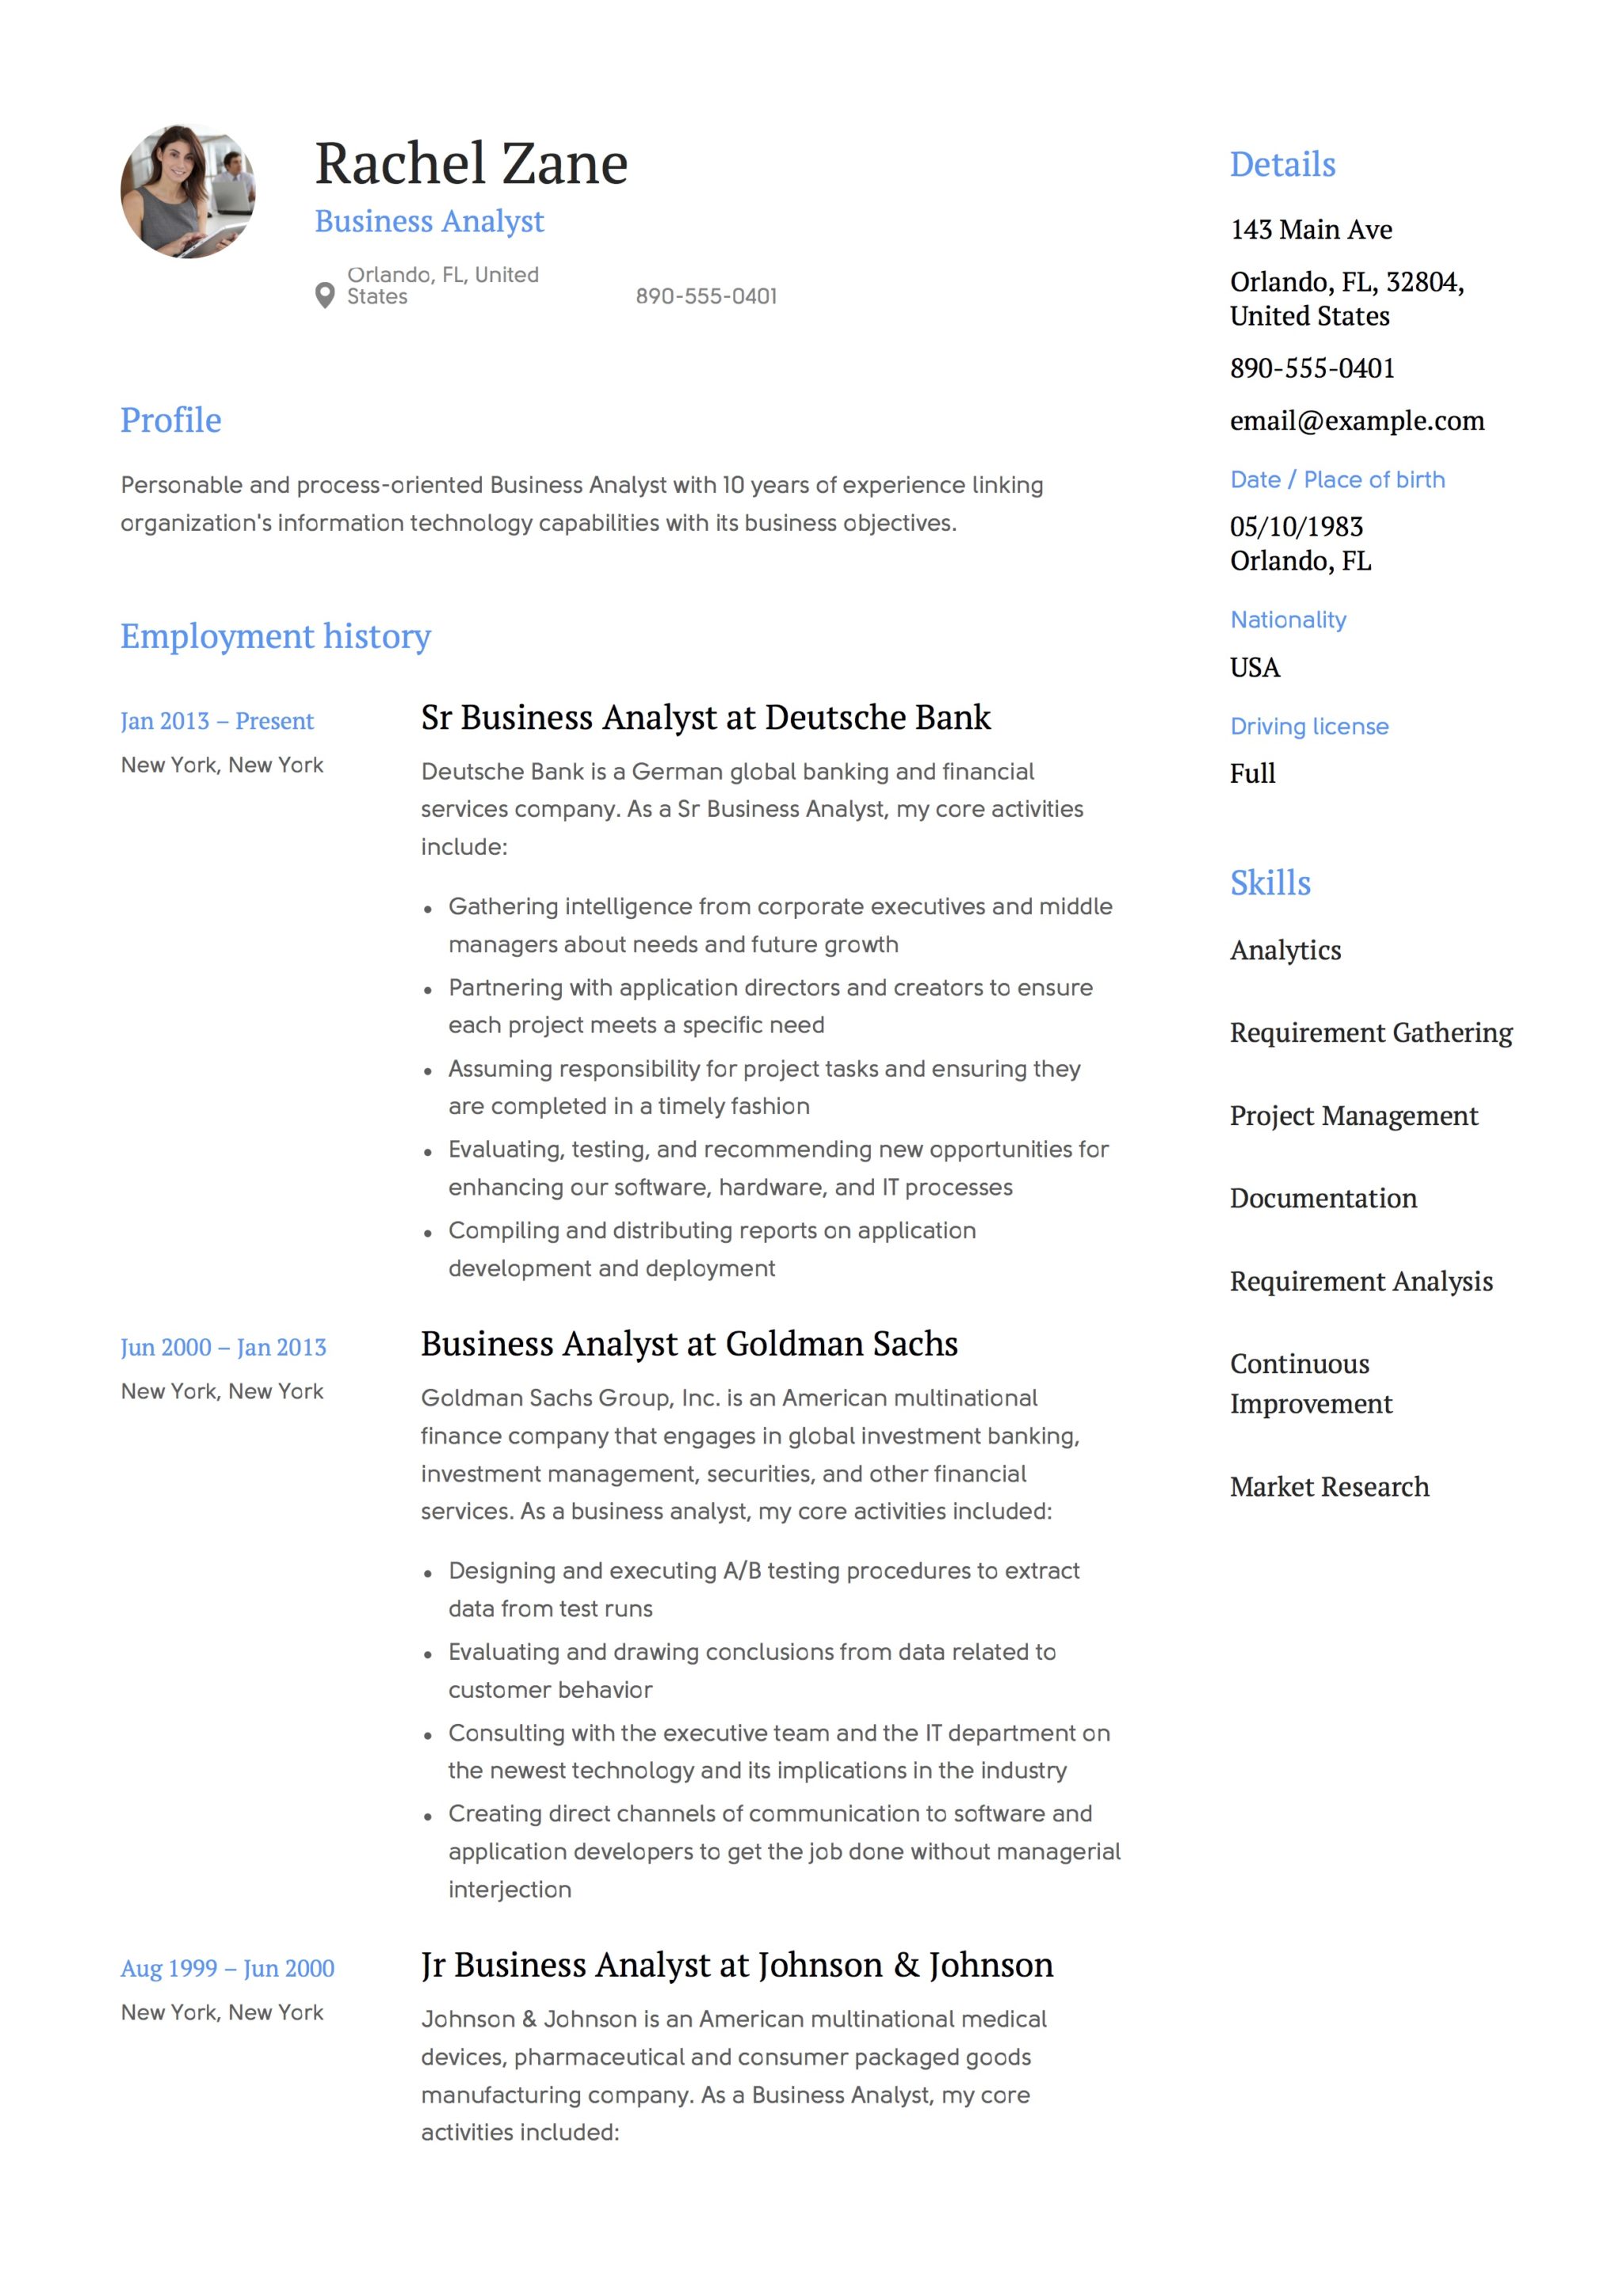 Rachel Zane
Business Analyst
Orlando, FL, United
States
890-555-0401
Profile
Personable and process-oriented Business Analyst with 10 years of experience linking
organization's information technology capabilities with its business objectives.
Employment history
Jan 2013 – Present
New York, New York
Sr Business Analyst at Deutsche Bank
Deutsche Bank is a German global banking and financial
services company. As a Sr Business Analyst, my core activities
include:
• Gathering intelligence from corporate executives and middle
managers about needs and future growth
• Partnering with application directors and creators to ensure
each project meets a specific need
• Assuming responsibility for project tasks and ensuring they
are completed in a timely fashion
• Evaluating, testing, and recommending new opportunities for
enhancing our software, hardware, and IT processes
• Compiling and distributing reports on application
development and deployment
Jun 2000 – Jan 2013
New York, New York
Business Analyst at Goldman Sachs
Goldman Sachs Group, Inc. is an American multinational
finance company that engages in global investment banking,
investment management, securities, and other financial
services. As a business analyst, my core activities included:
• Designing and executing A/B testing procedures to extract
data from test runs
• Evaluating and drawing conclusions from data related to
customer behavior
• Consulting with the executive team and the IT department on
the newest technology and its implications in the industry
• Creating direct channels of communication to software and
application developers to get the job done without managerial
interjection
Aug 1999 – Jun 2000
New York, New York
Jr Business Analyst at Johnson & Johnson
Johnson & Johnson is an American multinational medical
devices, pharmaceutical and consumer packaged goods
manufacturing company. As a Business Analyst, my core
activities included:
Details
143 Main Ave
Orlando, FL, 32804,
United States
890-555-0401
email@example.com
Date / Place of birth
05/10/1983
Orlando, FL
Nationality
USA
Driving license
Full
Skills
Analytics
Requirement Gathering
Project Management
Documentation
Requirement Analysis
Continuous
Improvement
Market Research